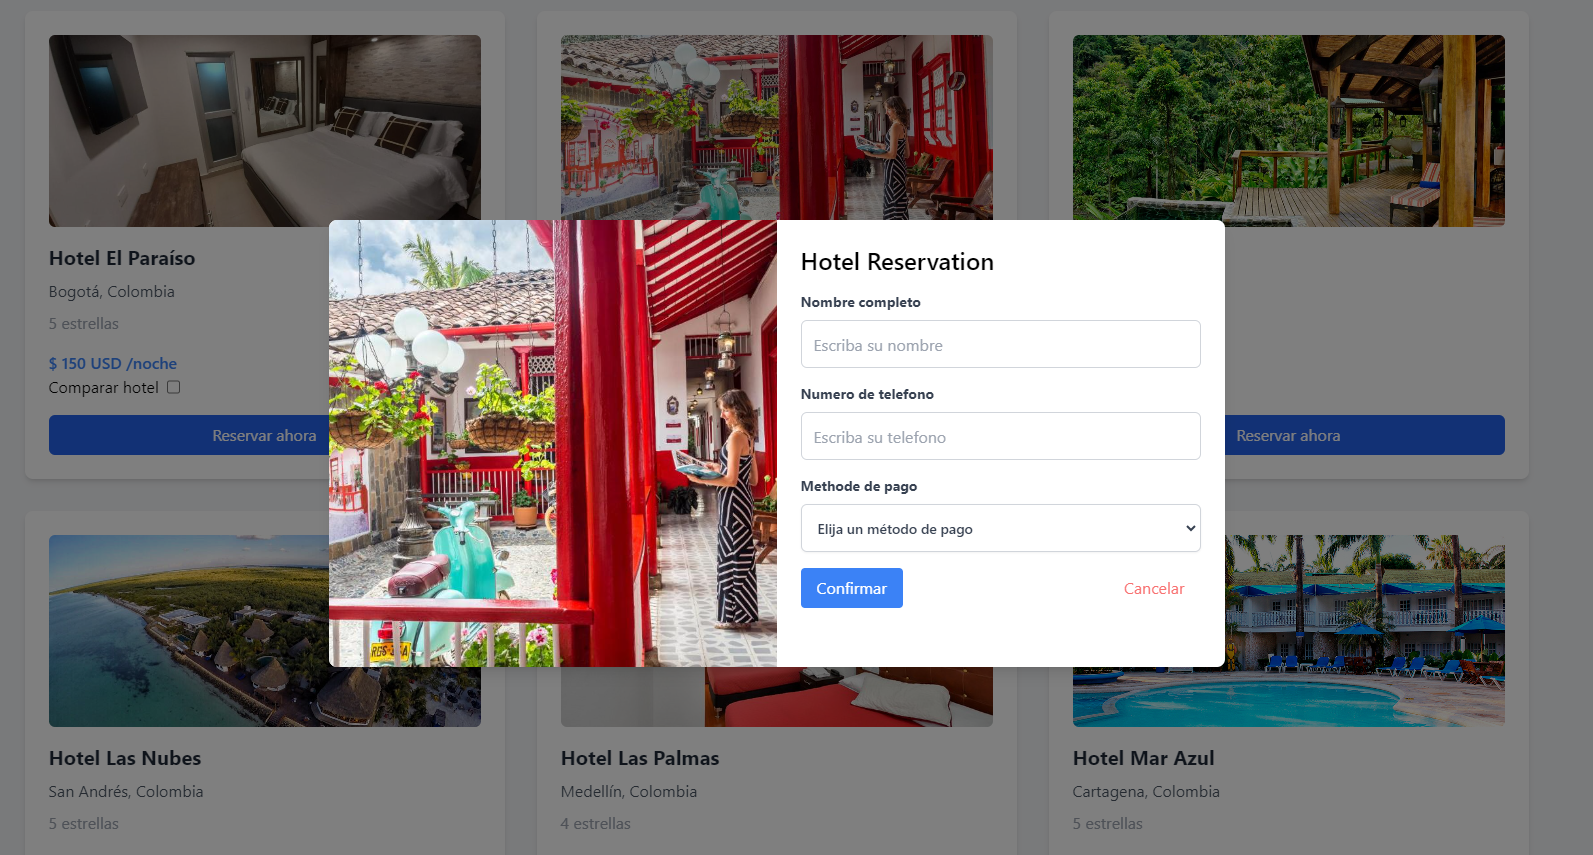 Hotel El Paraíso
Bogotá, Colombia
5 estrellas
$ 150 USD /noche
Comparar hotel
Reservar ahora
Hotel Reservation
Nombre completo
Escriba su nombre
Numero de telefono
Escriba su telefono
Methode de pago
Elija un método de pago
Confirmar
Cancelar
Reservar ahora
Hotel Las Nubes
San Andrés, Colombia
5 estrellas
Hotel Las Palmas
Medellín, Colombia
4 estrellas
Hotel Mar Azul
Cartagena, Colombia
5 estrellas